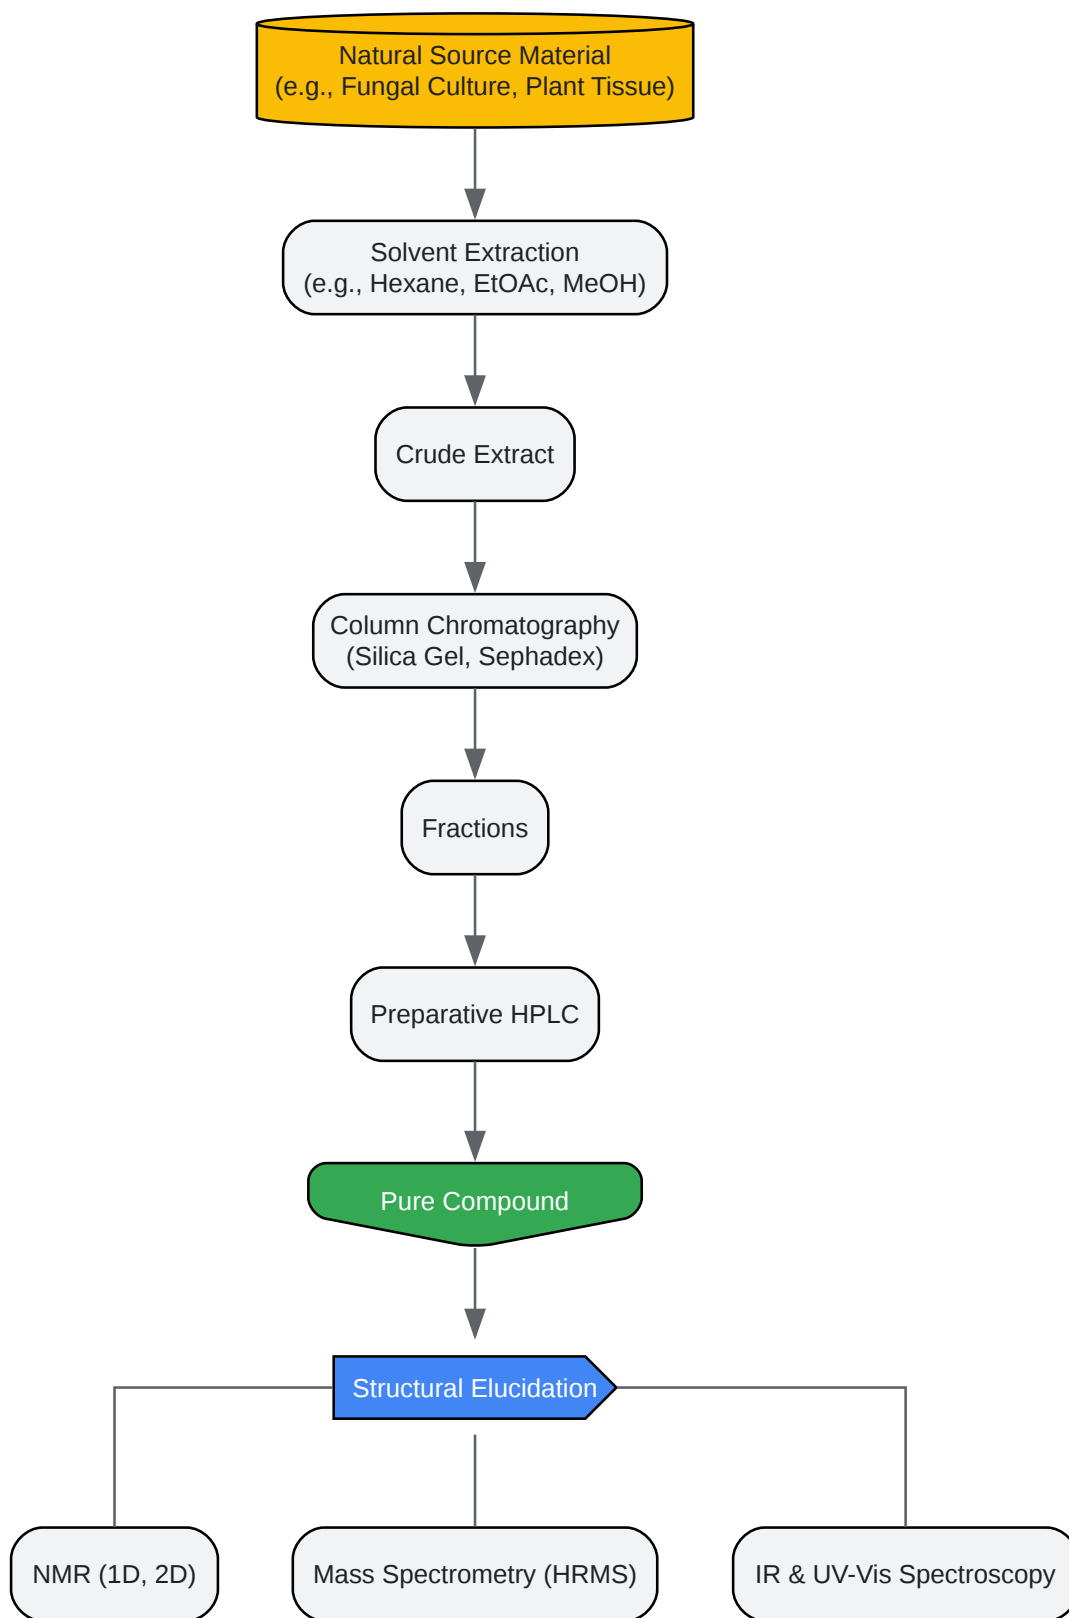 Natural Source Material
(e.g., Fungal Culture, Plant Tissue)
Solvent Extraction
(e.g., Hexane, EtOAc, MeOH)
Crude Extract
Column Chromatography
(Silica Gel, Sephadex)
Fractions
Preparative HPLC
Pure Compound
Structural Elucidation
NMR (1D, 2D)
Mass Spectrometry (HRMS)
IR & UV-Vis Spectroscopy